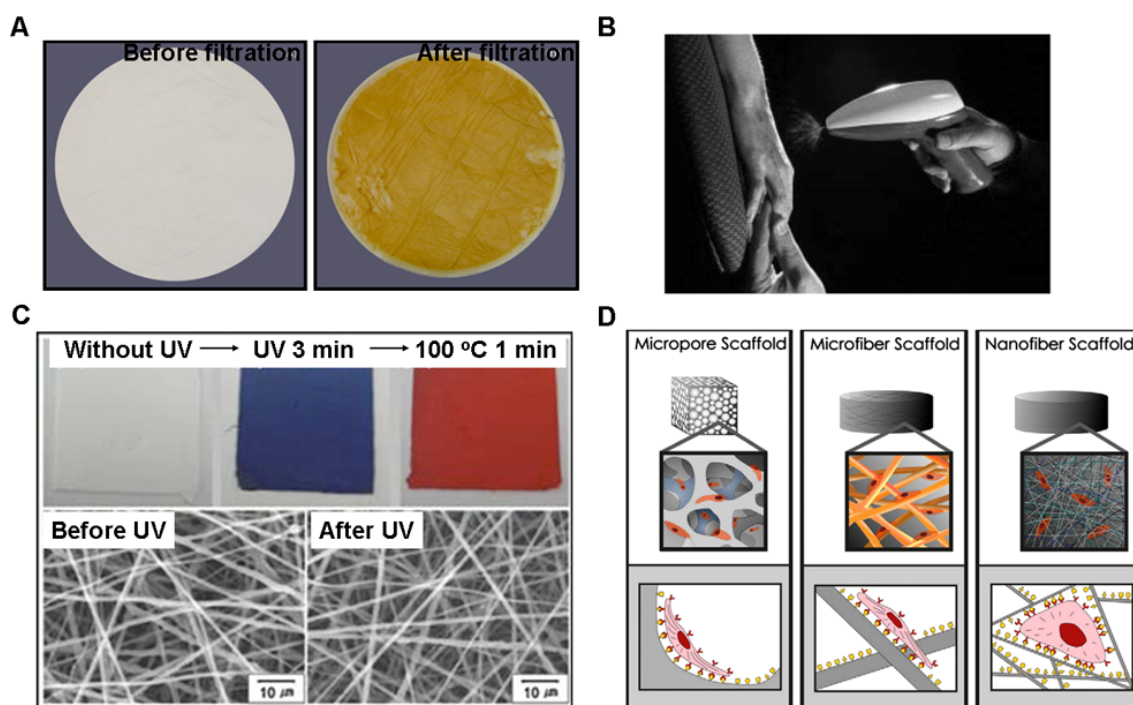 A
Before filtration
After filtration
B
C
Without UV → UV 3 min → 100 ºC 1 min
Before UV
After UV
10 ㎛
10 ㎛
D
Micropore Scaffold
Microfiber Scaffold
Nanofiber Scaffold